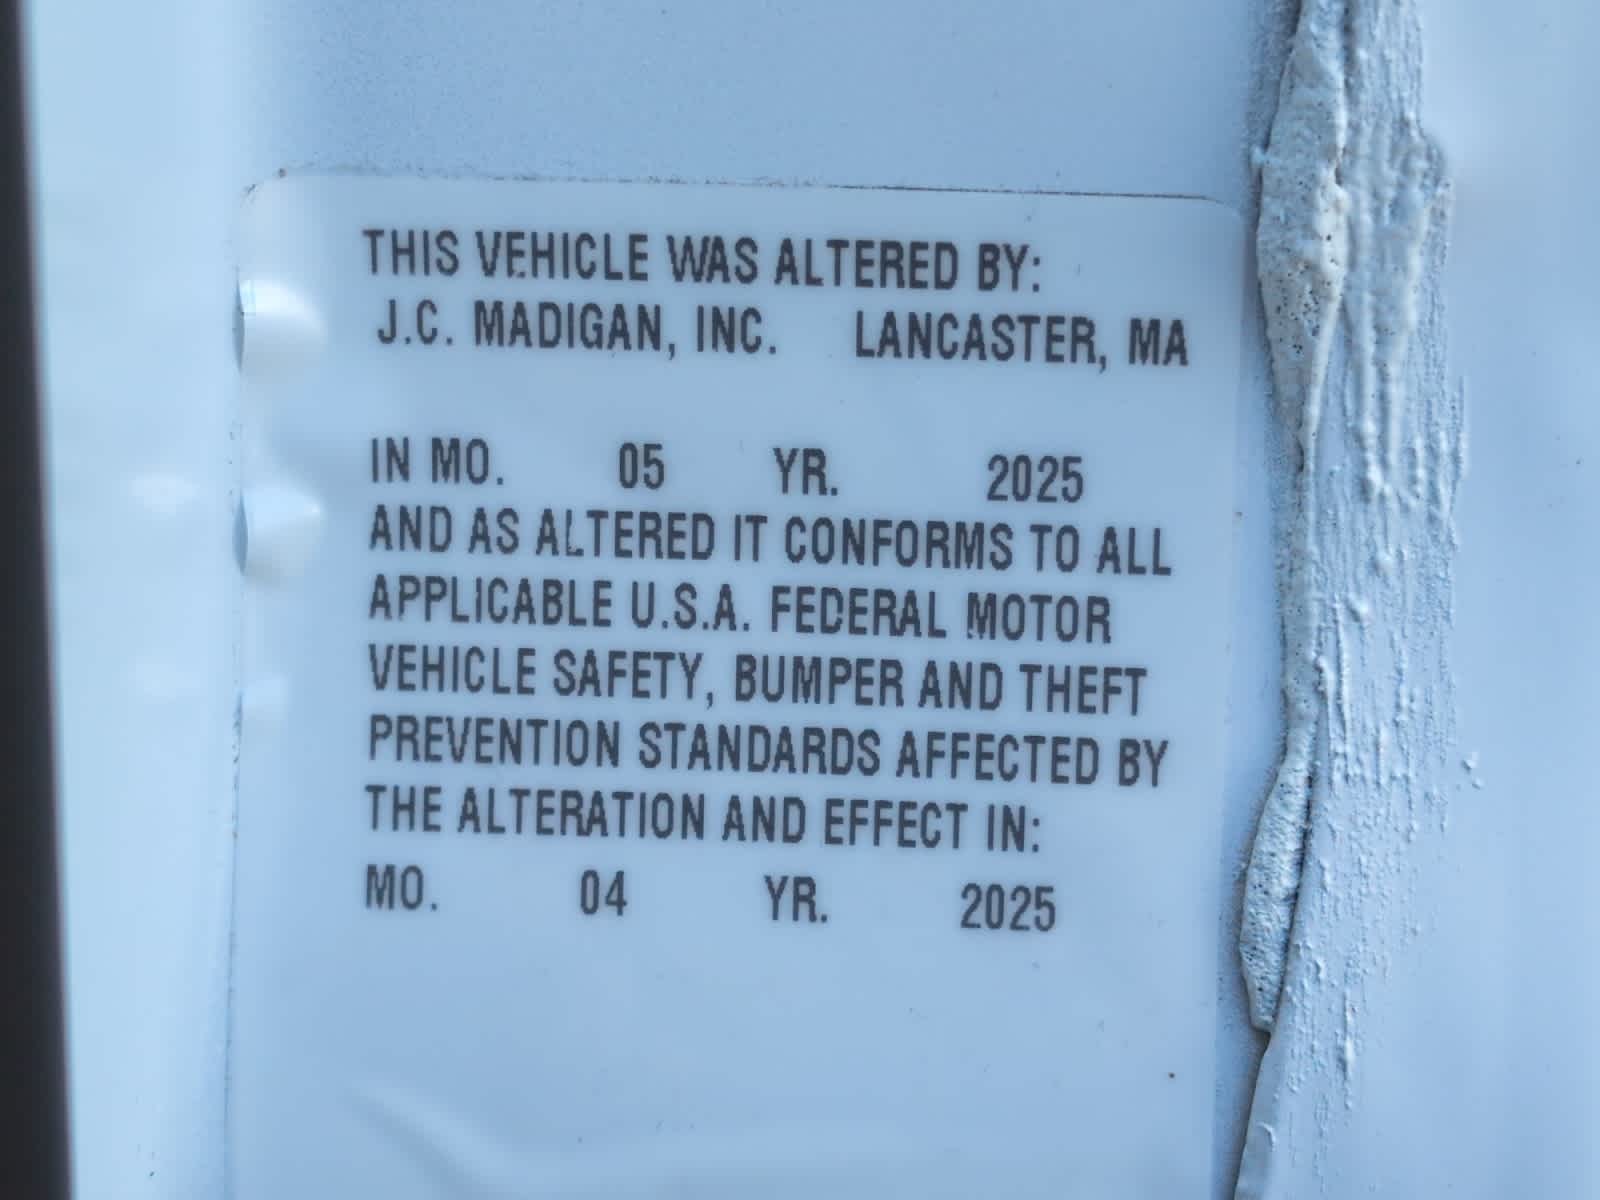 THIS VEHICLE WAS ALTERED BY:
J.C. MADIGAN, INC. LANCASTER, MA
IN MO. 05 YR. 2025
AND AS ALTERED IT CONFORMS TO ALL
APPLICABLE U.S.A. FEDERAL MOTOR
VEHICLE SAFETY, BUMPER AND THEFT
PREVENTION STANDARDS AFFECTED BY
THE ALTERATION AND EFFECT IN:
MO. 04 YR. 2025